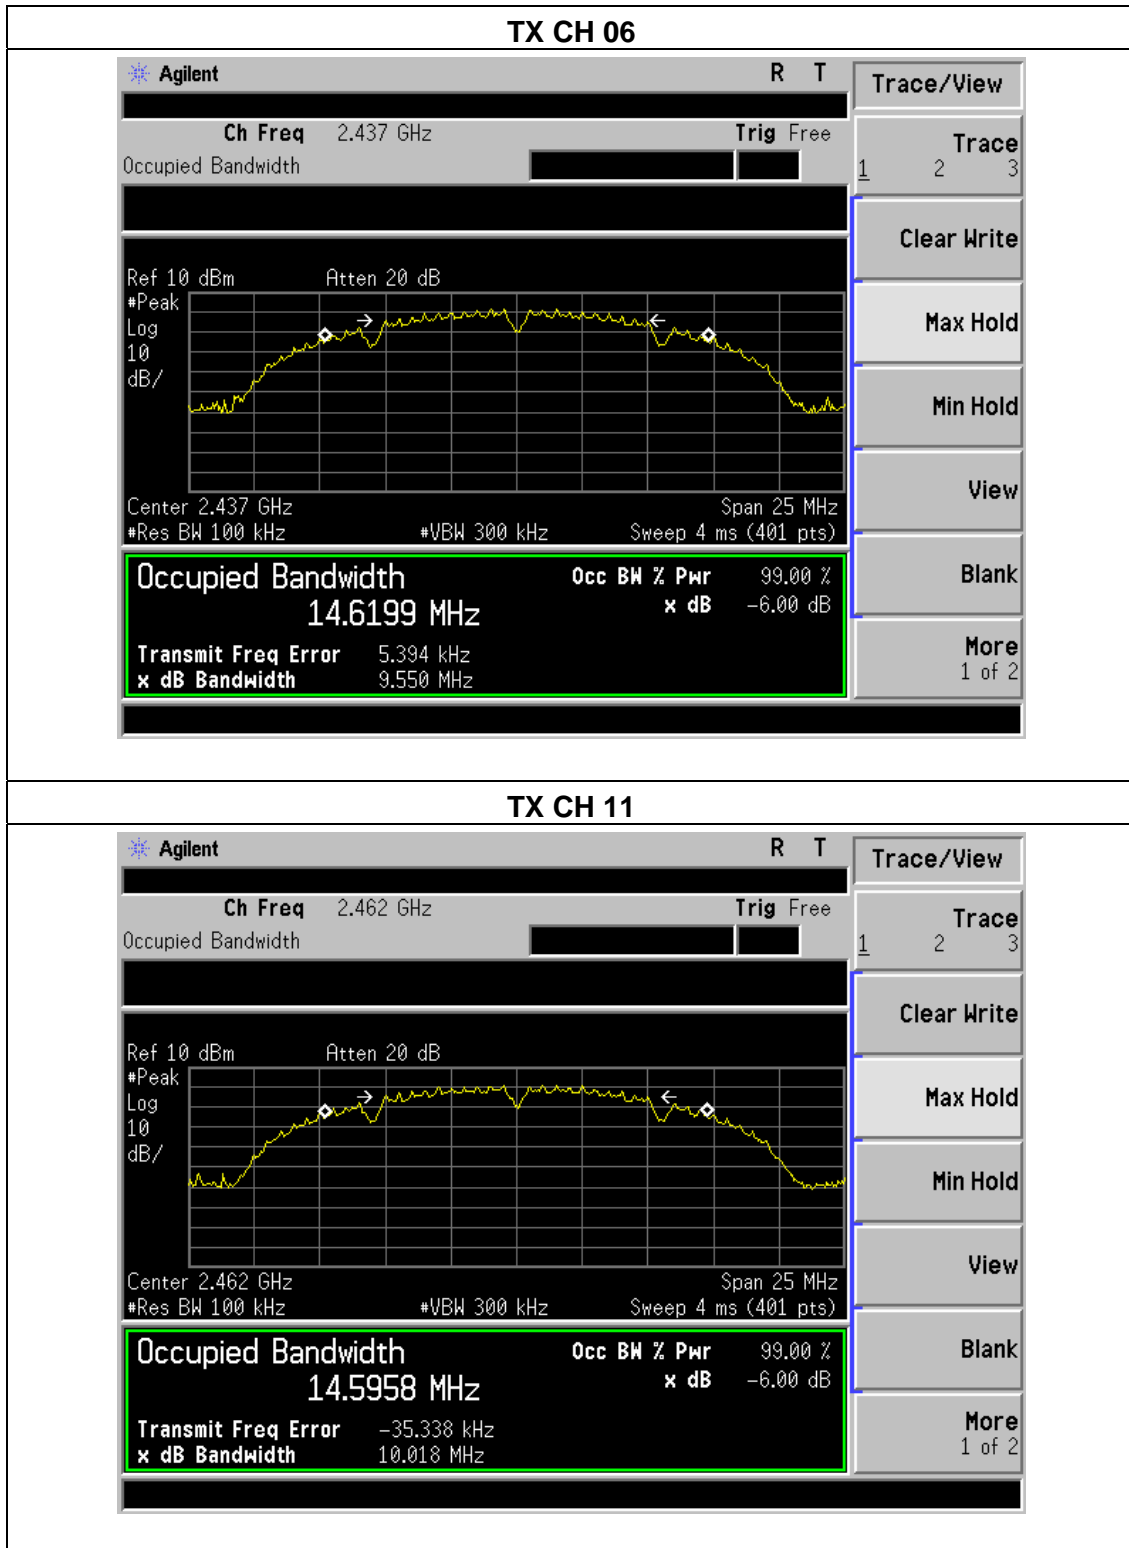 TX CH 06
Agilent R T
Trace/View
Ch Freq 2.437 GHz Trig Free
Occupied Bandwidth
Trace
1 2 3
Clear Write
Ref 10 dBm Atten 20 dB
#Peak
Log
10
dB/
Max Hold
Min Hold
View
Center 2.437 GHz Span 25 MHz
#Res BW 100 kHz #VBW 300 kHz Sweep 4 ms (401 pts)
Occupied Bandwidth Occ BW % Pwr 99.00 %
14.6199 MHz x dB -6.00 dB
Blank
Transmit Freq Error 5.394 kHz
x dB Bandwidth 9.550 MHz
More
1 of 2
TX CH 11
Agilent R T
Trace/View
Ch Freq 2.462 GHz Trig Free
Occupied Bandwidth
Trace
1 2 3
Clear Write
Ref 10 dBm Atten 20 dB
#Peak
Log
10
dB/
Max Hold
Min Hold
View
Center 2.462 GHz Span 25 MHz
#Res BW 100 kHz #VBW 300 kHz Sweep 4 ms (401 pts)
Occupied Bandwidth Occ BW % Pwr 99.00 %
14.5958 MHz x dB -6.00 dB
Blank
Transmit Freq Error -35.338 kHz
x dB Bandwidth 10.018 MHz
More
1 of 2